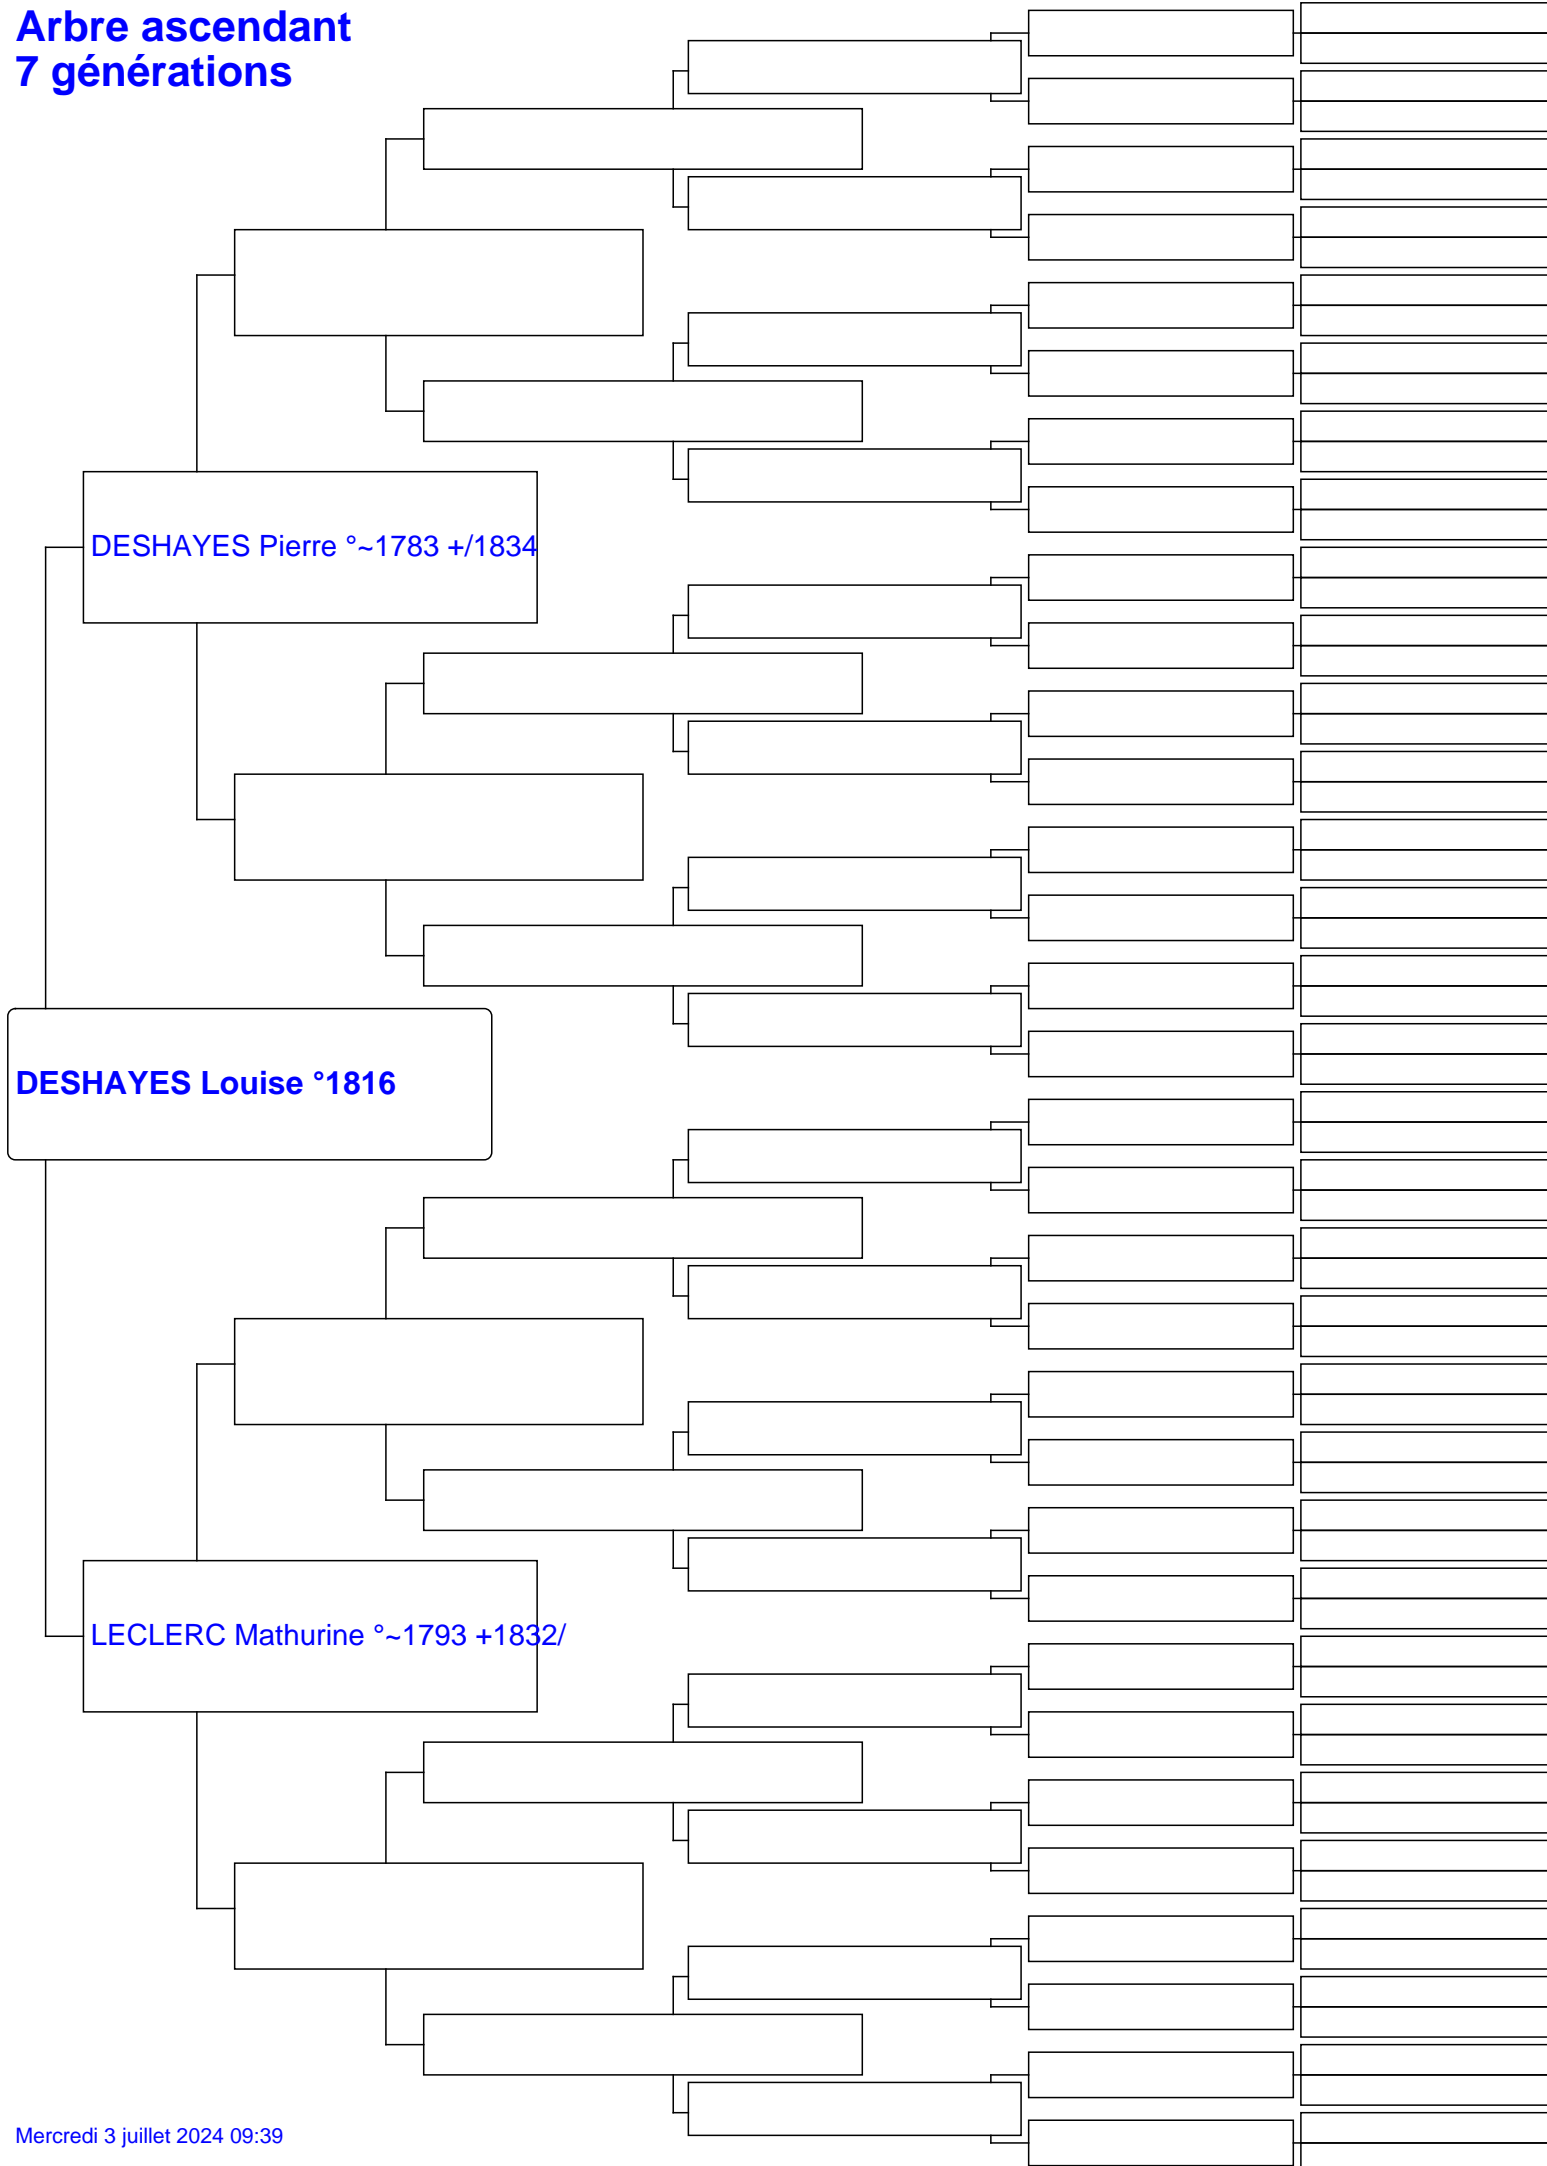 Arbre ascendant
7 générations
DESHAYES Pierre °~1783 +/1834
DESHAYES Louise °1816
LECLERC Mathurine °~1793 +1832/
Mercredi 3 juillet 2024 09:39